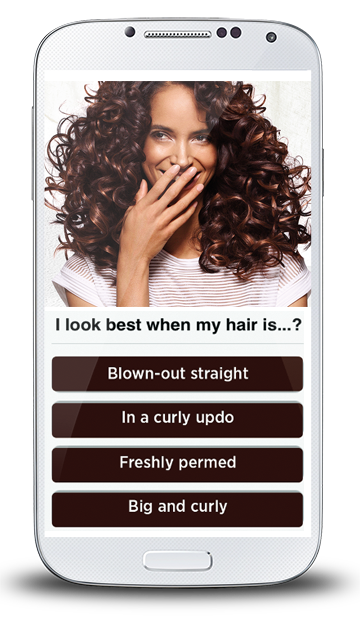 I look best when my hair is...?
Blown-out straight
In a curly updo
Freshly permed
Big and curly